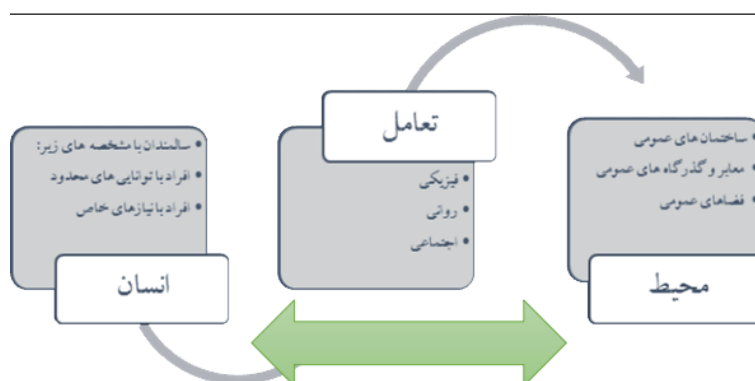 ساختمان های عمومی
معابر و گذرگاه های عمومی
فضاهای عمومی
محیط
تعامل
فیزیکی
روانی
اجتماعی
سالمندان با مشخصه های زیر:
افراد با توانایی های محدود
افراد با نیازهای خاص
انسان